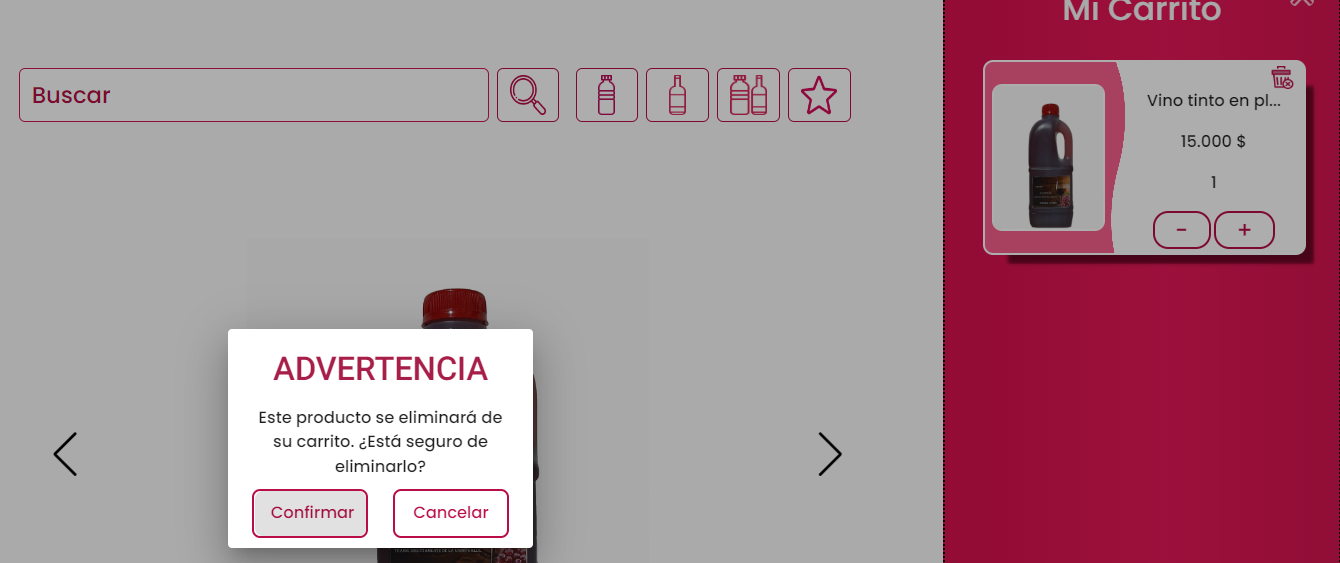 Mi Carrito
Buscar
Vino tinto en pl...
15.000 $
1
-
+
ADVERTENCIA
Este producto se eliminará de
su carrito. ¿Está seguro de
eliminarlo?
Confirmar
Cancelar